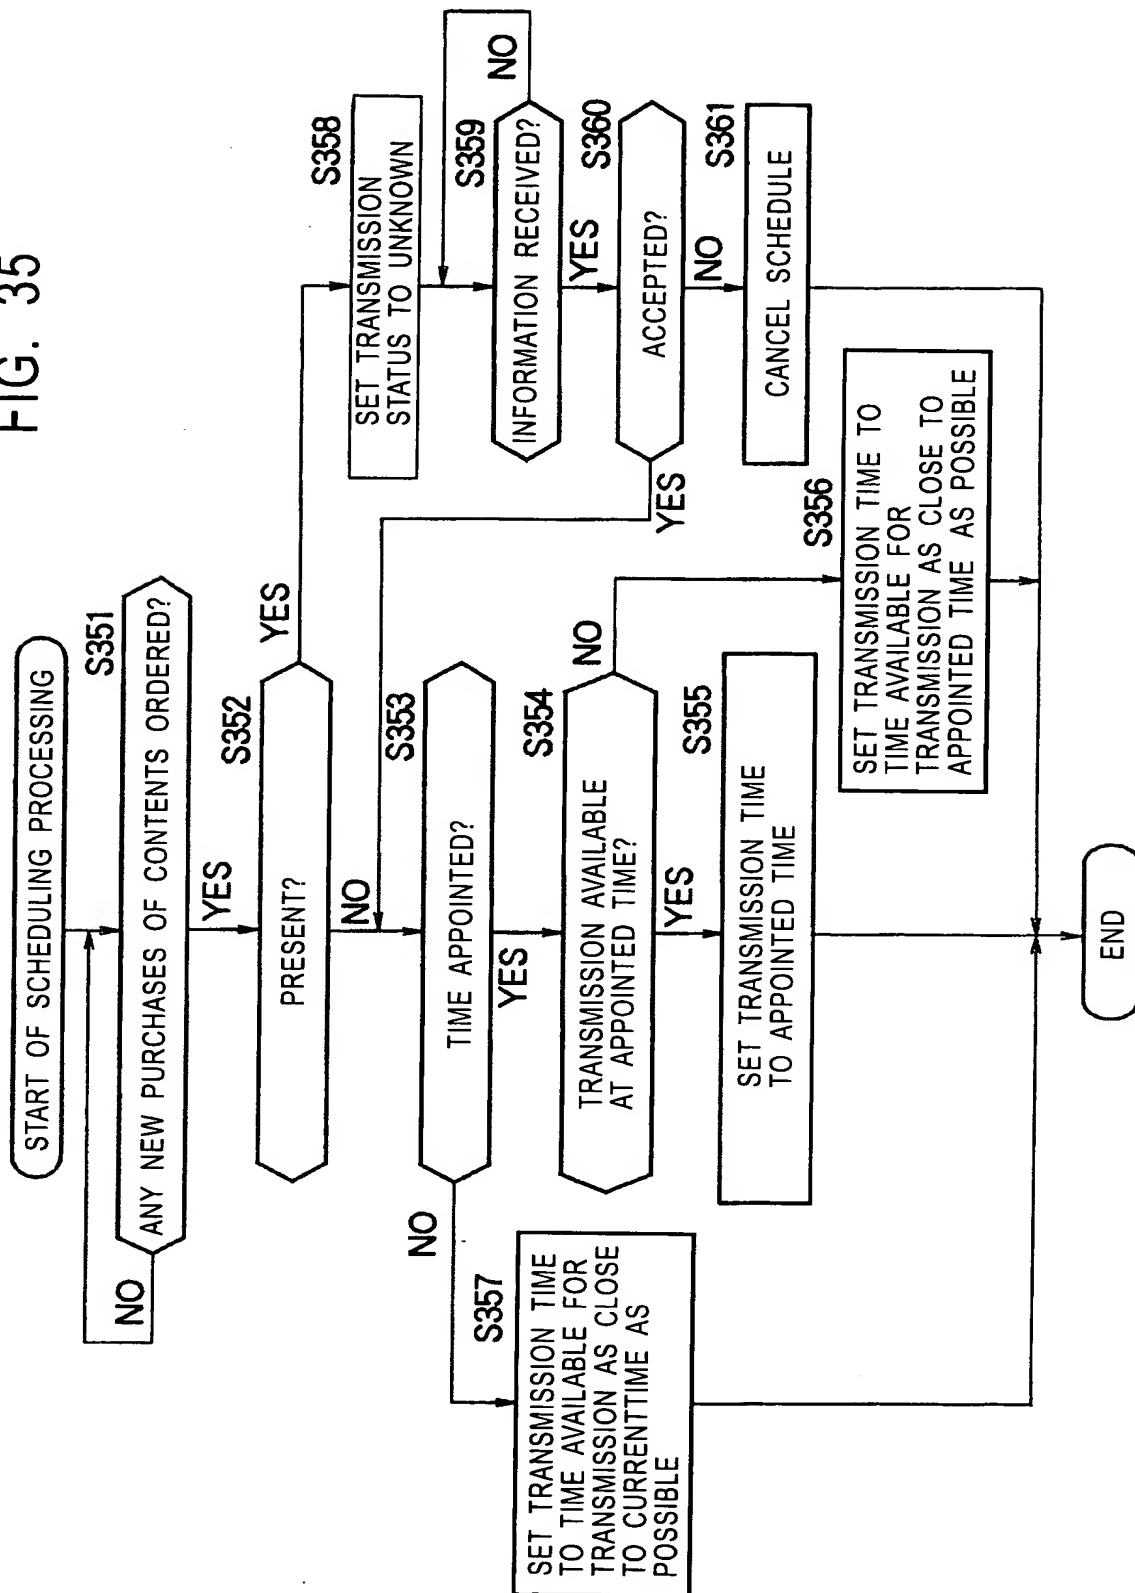 FIG. 35
START OF SCHEDULING PROCESSING
S351
ANY NEW PURCHASES OF CONTENTS ORDERED?
NO
YES
S352
PRESENT?
YES
NO
S353
TIME APPOINTED?
NO
YES
S354
TRANSMISSION AVAILABLE
AT APPOINTED TIME?
NO
YES
S355
SET TRANSMISSION TIME
TO APPOINTED TIME
S356
SET TRANSMISSION TIME TO
TIME AVAILABLE FOR
TRANSMISSION AS CLOSE TO
APPOINTED TIME AS POSSIBLE
S357
SET TRANSMISSION TIME
TO TIME AVAILABLE FOR
TRANSMISSION AS CLOSE
TO CURRENTTIME AS
POSSIBLE
S358
SET TRANSMISSION
STATUS TO UNKNOWN
S359
INFORMATION RECEIVED?
NO
YES
S360
ACCEPTED?
YES
NO
S361
CANCEL SCHEDULE
END